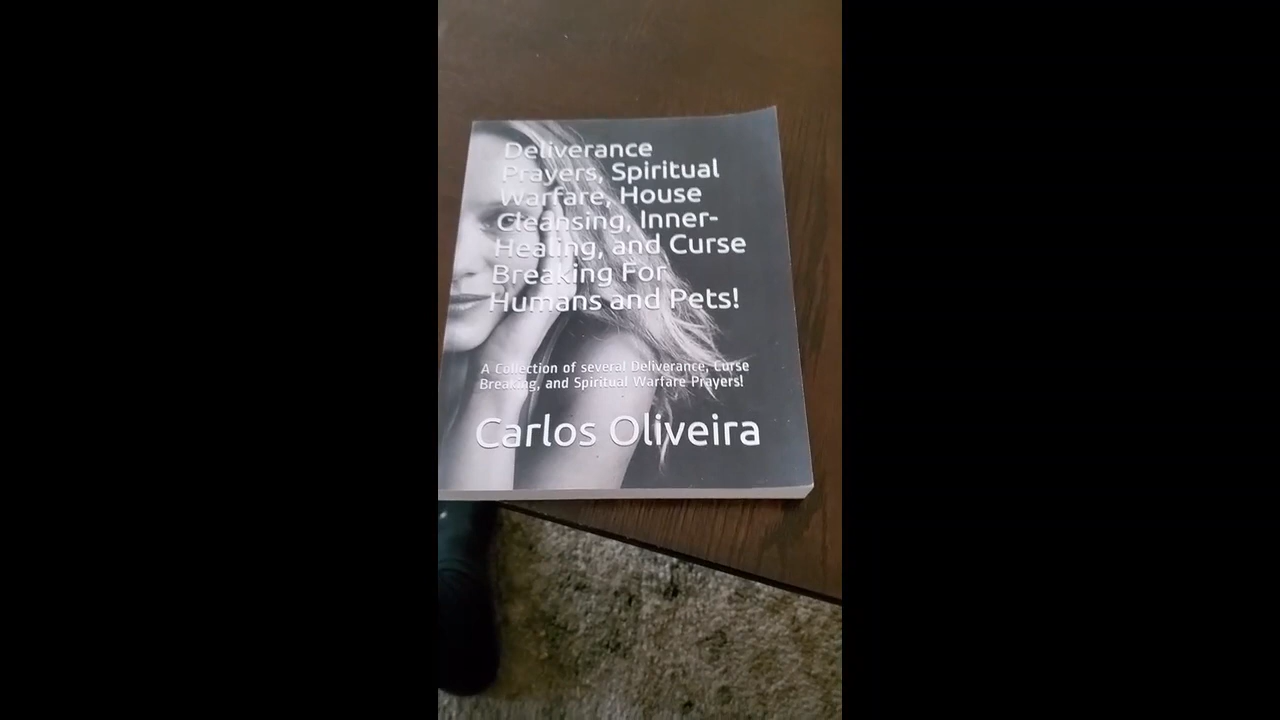 Deliverance
Prayers, Spiritual
Warfare, House
Cleansing, Inner-
Healing, and Curse
Breaking For
Humans and Pets!
A Collection of several Deliverance, Curse
Breaking, and Spiritual Warfare Prayers!
Carlos Oliveira